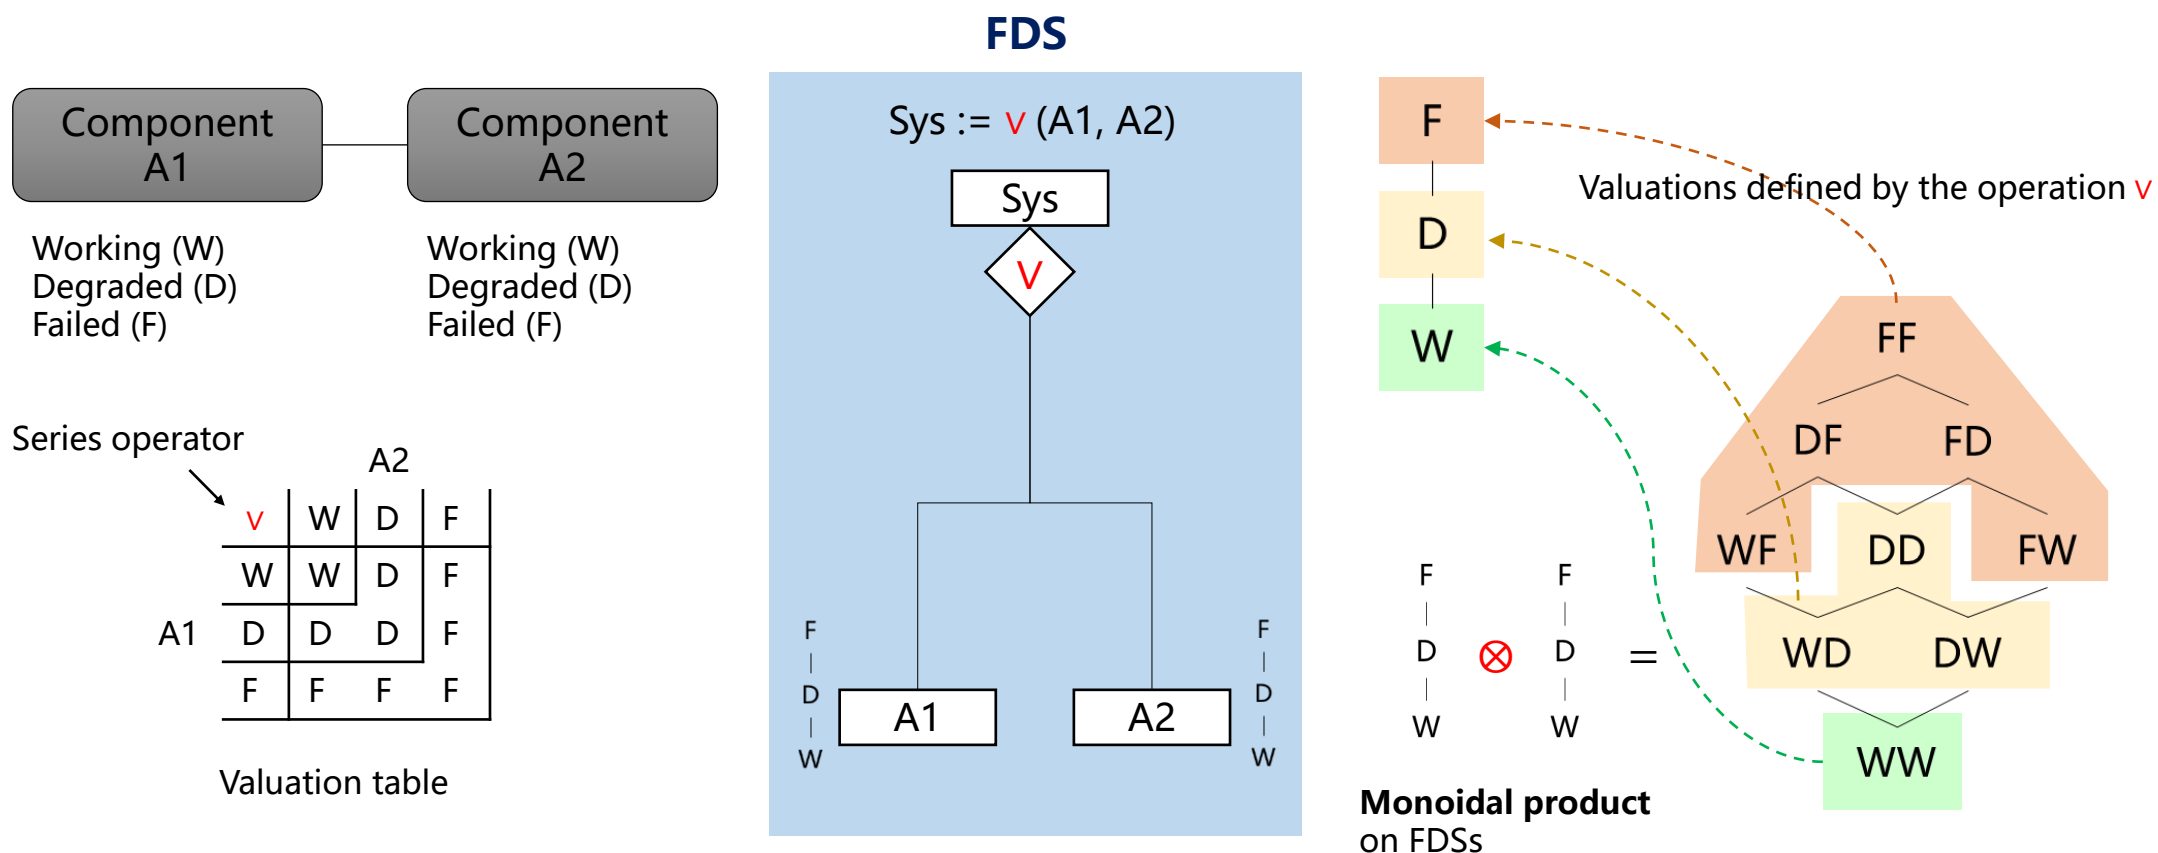 FDS
Component
A1
Component
A2
Working (W)
Degraded (D)
Failed (F)
Working (W)
Degraded (D)
Failed (F)
Series operator
A2
v W D F
W W D F
A1
D D D F
F F F F
Valuation table
Sys := v (A1, A2)
Sys
V
F
D
W
A1
A2
F
D
W
F
D
W
Valuations defined by the operation v
FF
DF FD
WF DD FW
WD DW
WW
F
D
W
⊗
F
D
W
=
Monoidal product
on FDSs